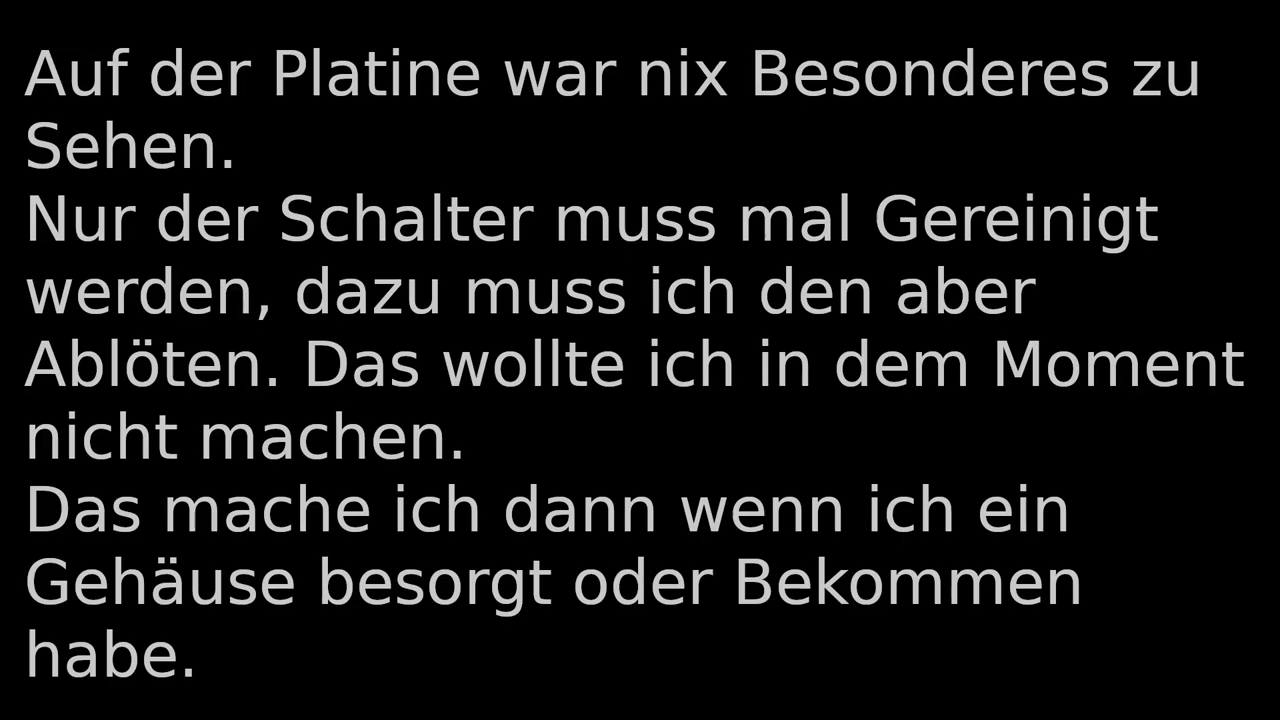 Auf der Platine war nix Besonderes zu
Sehen.
Nur der Schalter muss mal Gereinigt
werden, dazu muss ich den aber
Ablöten. Das wollte ich in dem Moment
nicht machen.
Das mache ich dann wenn ich ein
Gehäuse besorgt oder Bekommen
habe.